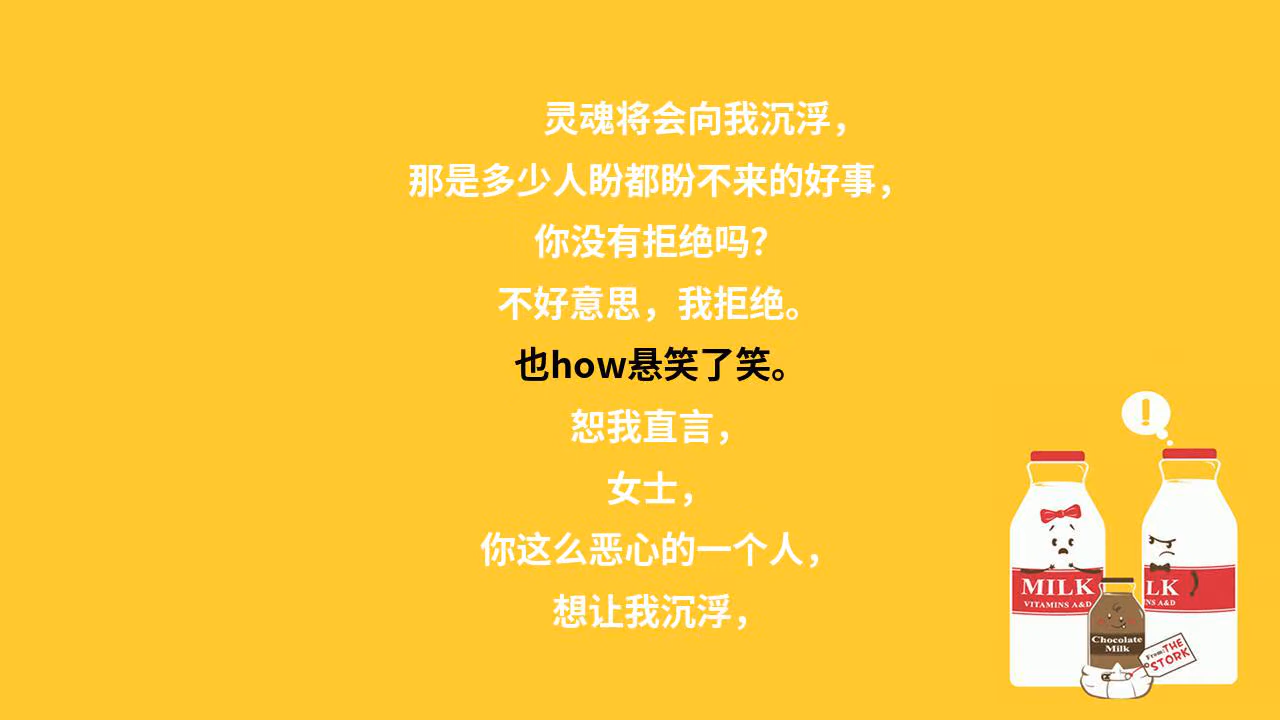 灵魂将会向我沉浮，
那是多少人盼都盼不来的好事，
你没有拒绝吗？
不好意思，我拒绝。
也how悬笑了笑。
恕我直言，
女士，
你这么恶心的一个人，
想让我沉浮，
!
MILK
VITAMINS A&D
LK
NS A&D
Chocolate
Milk
From: THE
STORK